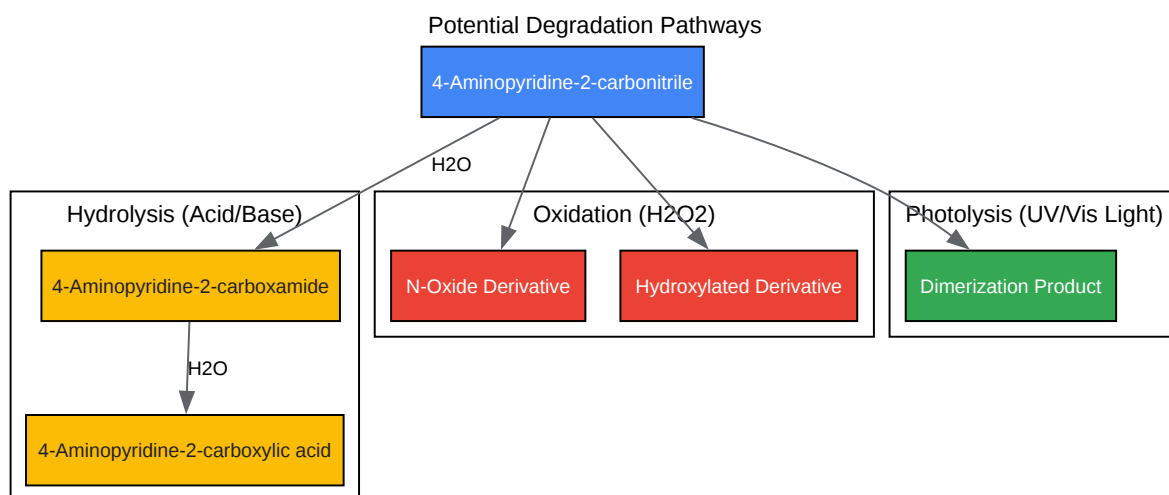 Potential Degradation Pathways
4-Aminopyridine-2-carbonitrile
H2O
Hydrolysis (Acid/Base)
Oxidation (H2O2)
Photolysis (UV/Vis Light)
4-Aminopyridine-2-carboxamide
N-Oxide Derivative
Hydroxylated Derivative
Dimerization Product
H2O
4-Aminopyridine-2-carboxylic acid